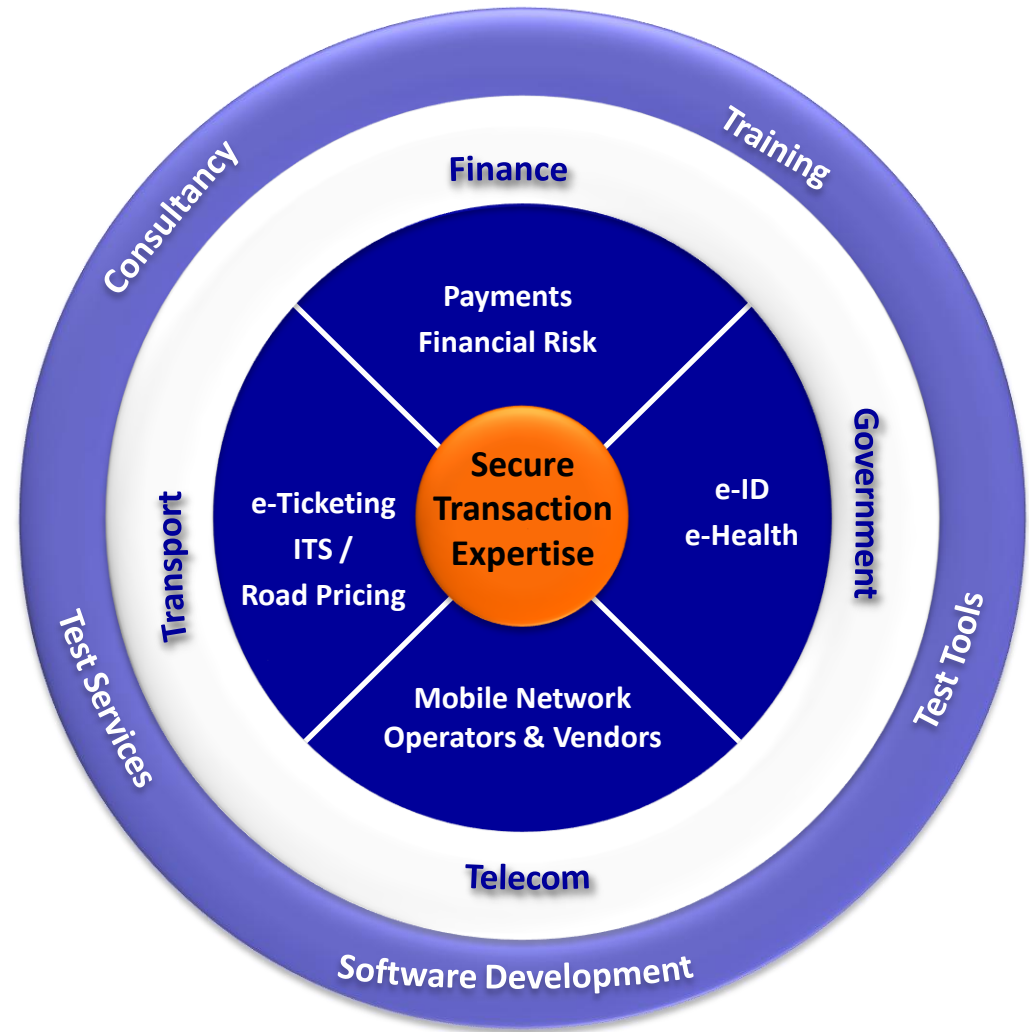 Consultancy
Training
Finance
Payments
Financial Risk
Government
Secure
Transaction
Expertise
e-ID
e-Health
e-Ticketing
ITS /
Road Pricing
Transport
Test Services
Test Tools
Mobile Network
Operators & Vendors
Telecom
Software Development